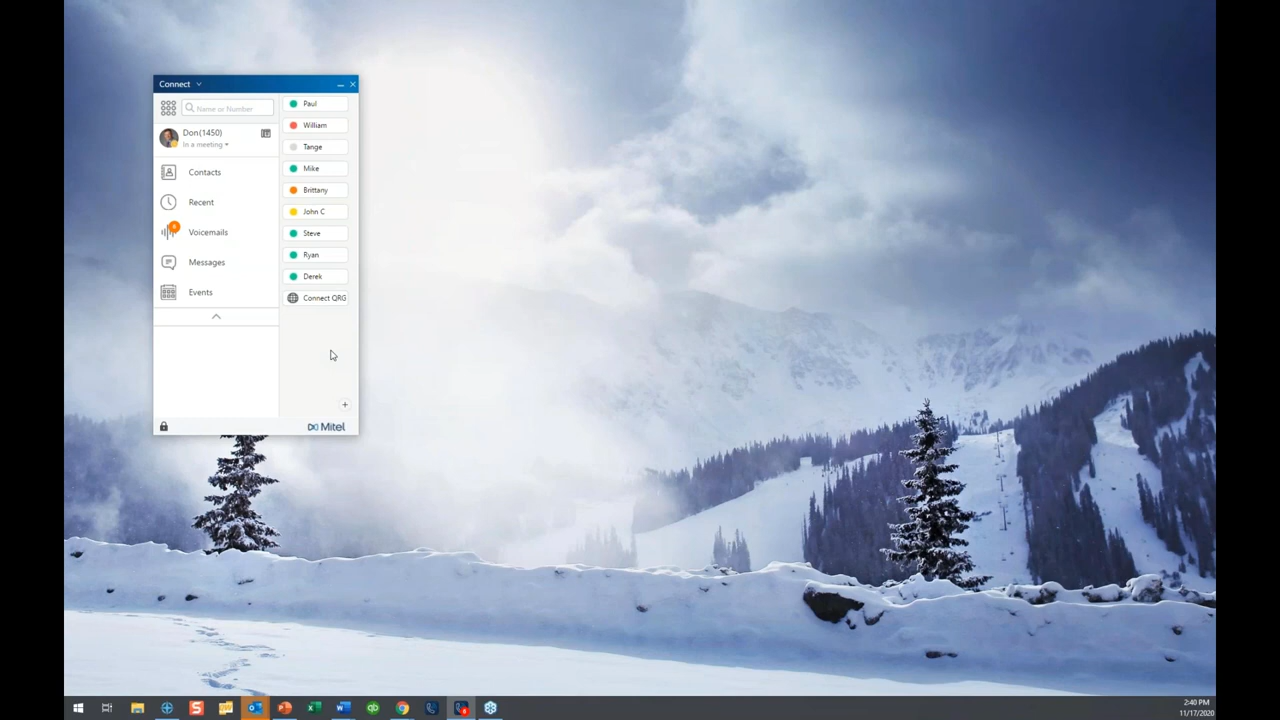 Connect
Name or Number
Don(1450)
In a meeting
Contacts
Recent
Voicemails
Messages
Events
Paul
William
Tange
Mike
Brittany
John C
Steve
Ryan
Derek
Connect QRG
+
Mitel
2:40 PM
11/17/2020